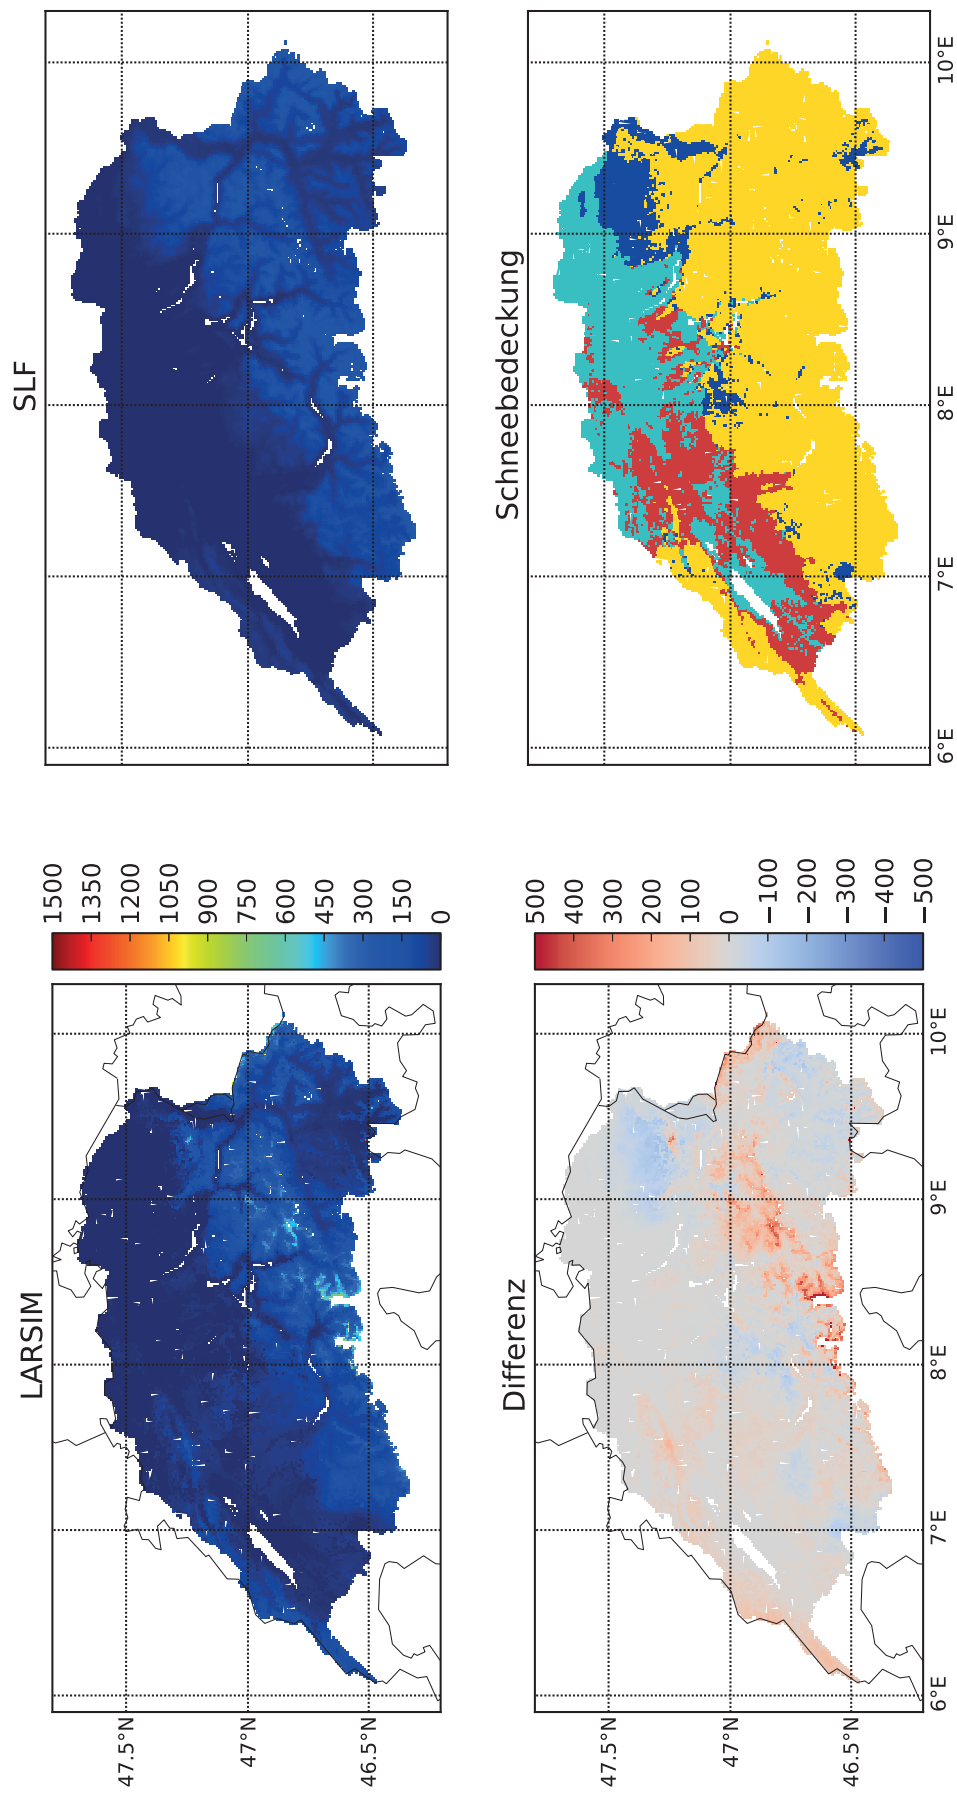 LARSIM
47.5°N
47°N
46.5°N
1500
1350
1200
1050
900
750
600
450
300
150
0
SLF
Differenz
47.5°N
47°N
46.5°N
6°E
7°E
8°E
9°E
10°E
500
400
300
200
100
0
−100
−200
−300
−400
−500
Schneebedeckung
6°E
7°E
8°E
9°E
10°E